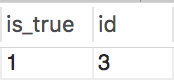 is_true id
1 3